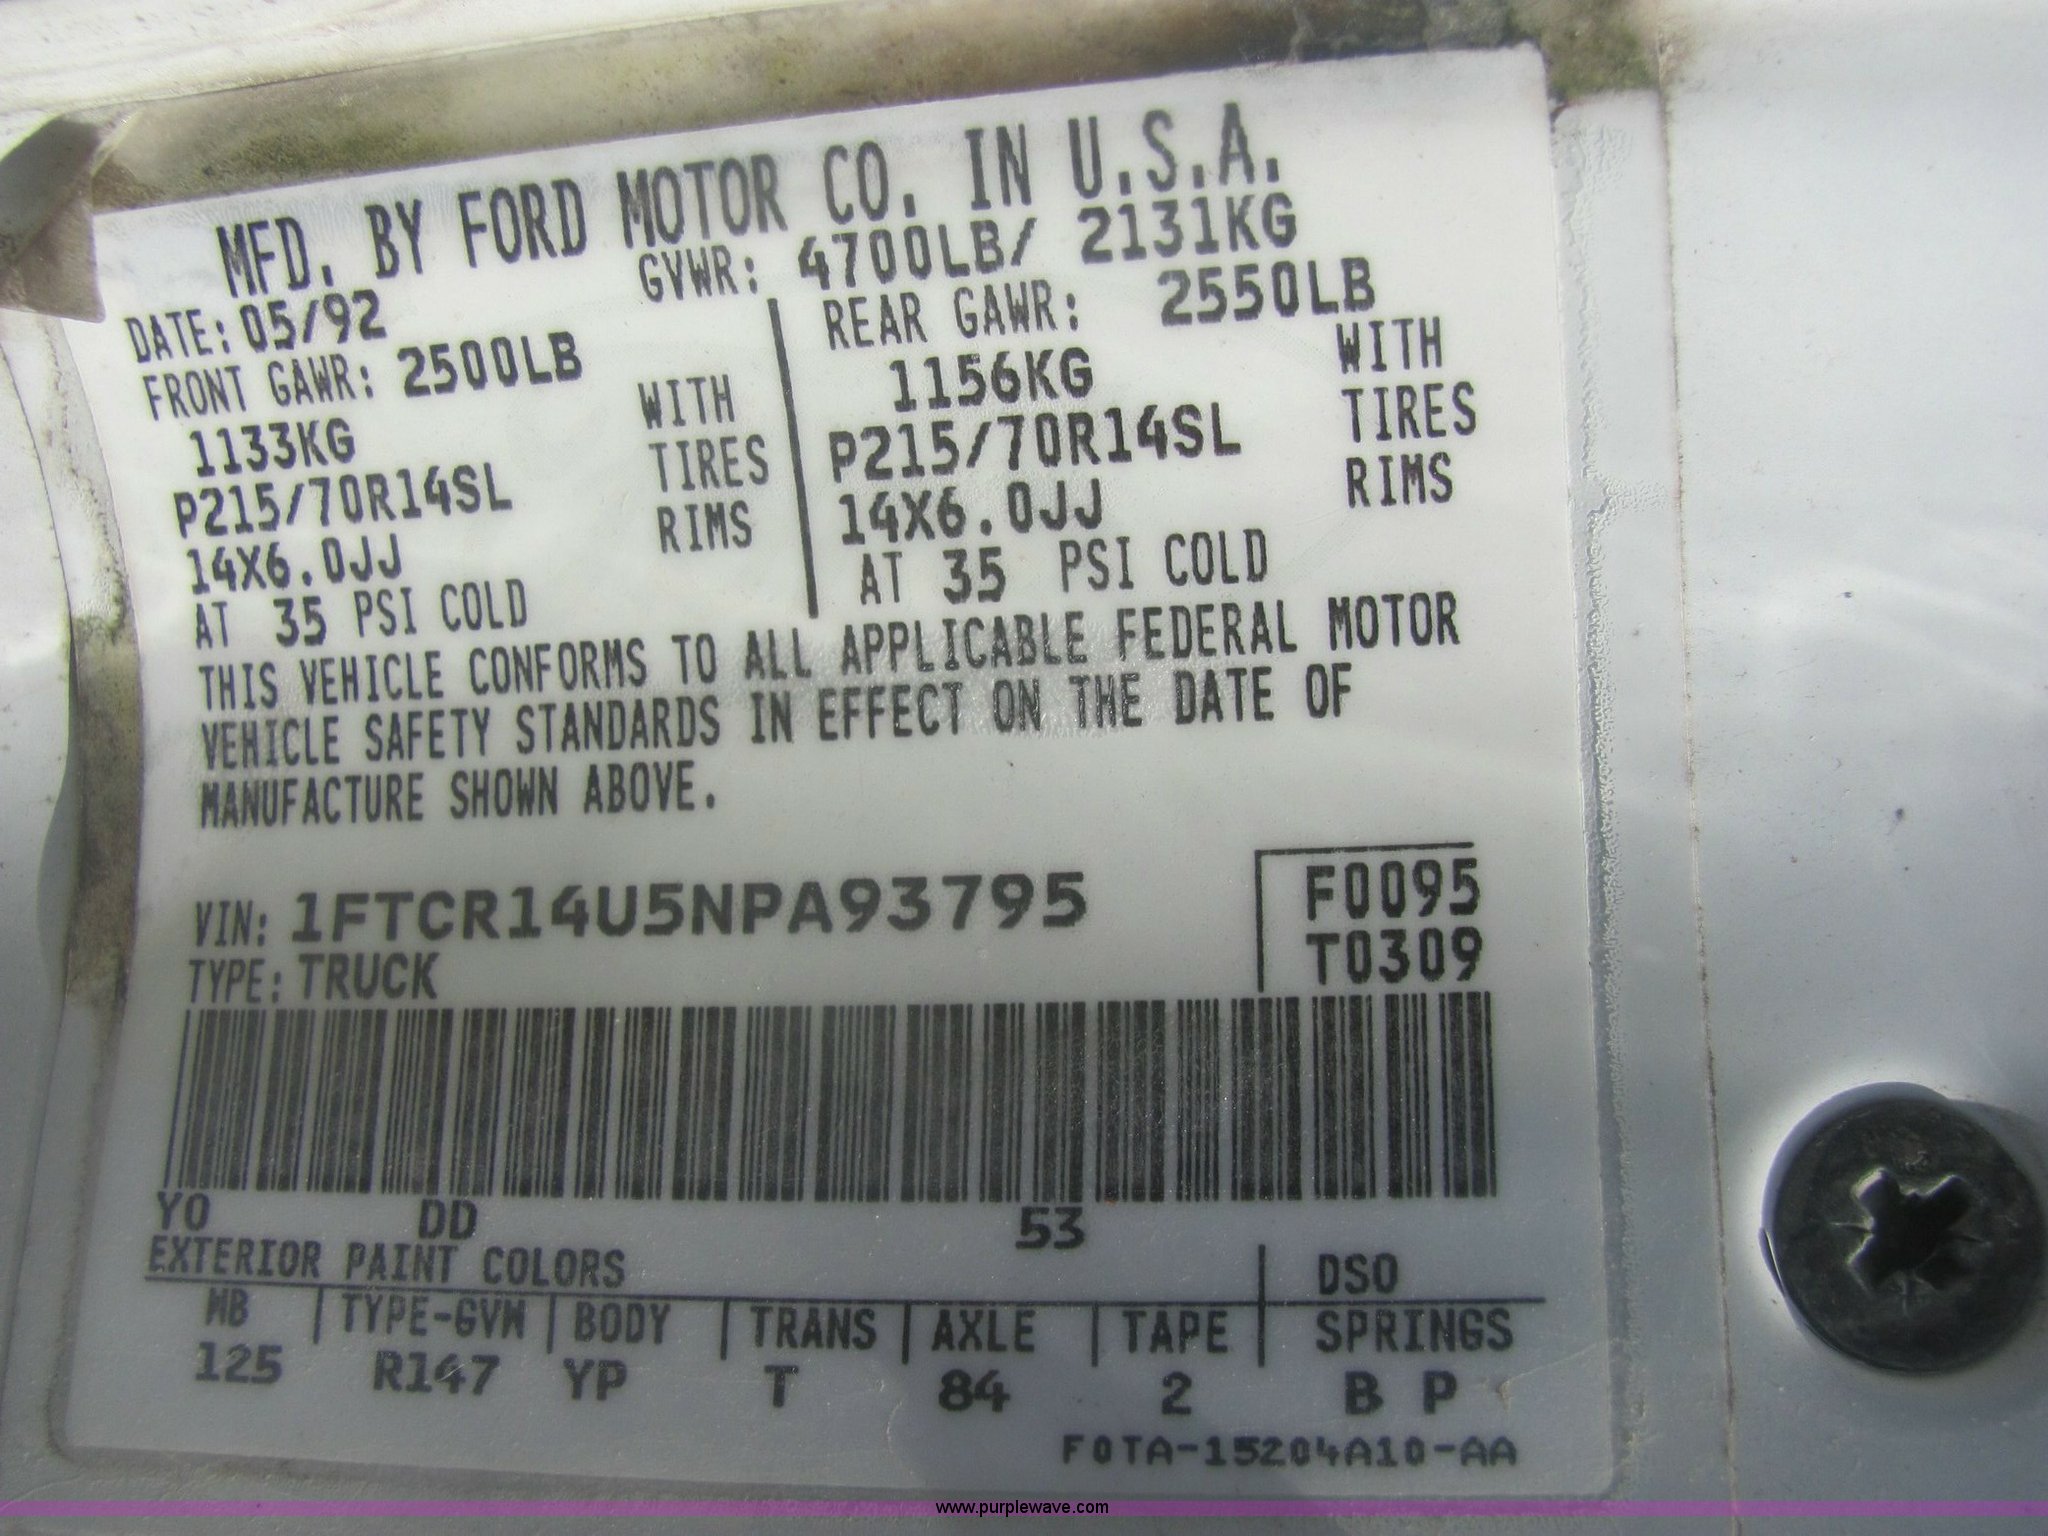 MFD. BY FORD MOTOR CO. IN U.S.A.
DATE: 05/92 GVWR: 4700LB/ 2131KG
FRONT GAWR: 2500LB REAR GAWR: 2550LB
1133KG WITH 1156KG WITH
P215/70R14SL TIRES P215/70R14SL TIRES
14X6.0JJ RIMS 14X6.0JJ RIMS
AT 35 PSI COLD AT 35 PSI COLD
THIS VEHICLE CONFORMS TO ALL APPLICABLE FEDERAL MOTOR
VEHICLE SAFETY STANDARDS IN EFFECT ON THE DATE OF
MANUFACTURE SHOWN ABOVE.
VIN: 1FTCR14U5NPA93795 F0095
TYPE: TRUCK T0309
YO DD 53
EXTERIOR PAINT COLORS DSO
WB TYPE-GVW BODY TRANS AXLE TAPE SPRINGS
125 R147 YP T 84 2 B P
F0TA-15204A10-AA
www.purplewave.com